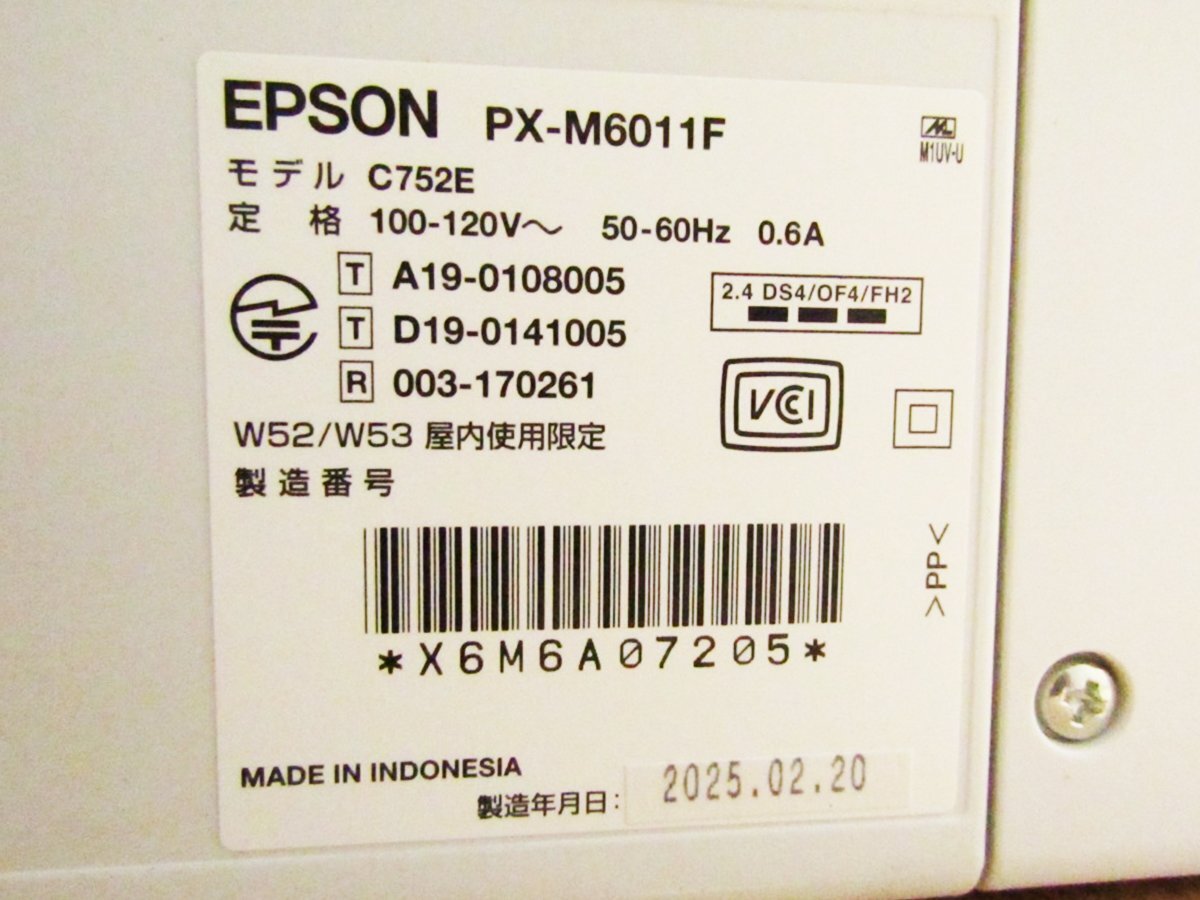 EPSON PX-M6011F
M1UV-U
モデル C752E
定 格 100-120V～ 50-60Hz 0.6A
T A19-0108005
2.4 DS4/OF4/FH2
T D19-0141005
R 003-170261
VCCI
W52/W53 屋内使用限定
製造番号
>PP<
*X6M6A07205*
MADE IN INDONESIA
製造年月日: 2025.02.20